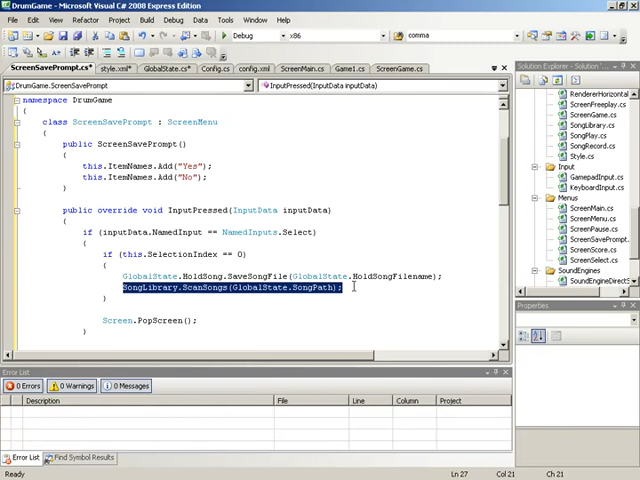 DrumGame - Microsoft Visual C# 2008 Express Edition
File Edit View Refactor Project Build Debug Data Tools Window Help
Debug x86 comma
ScreenSavePrompt.cs* style.xml* GlobalState.cs* Config.cs config.xml ScreenMain.cs Game1.cs ScreenGame.cs
DrumGame.ScreenSavePrompt InputPressed(InputData inputData)
namespace DrumGame
{
class ScreenSavePrompt : ScreenMenu
{
public ScreenSavePrompt()
{
this.ItemNames.Add("Yes");
this.ItemNames.Add("No");
}
public override void InputPressed(InputData inputData)
{
if (inputData.NamedInput == NamedInputs.Select)
{
if (this.SelectionIndex == 0)
{
GlobalState.HoldSong.SaveSongFile(GlobalState.HoldSongFilename);
SongLibrary.ScanSongs(GlobalState.SongPath);
}
Screen.PopScreen();
}
Solution Explorer - Solution '
RendererHorizontal
ScreenFreeplay.cs
ScreenGame.cs
SongLibrary.cs
SongPlay.cs
SongRecord.cs
Style.cs
Input
GamepadInput.cs
KeyboardInput.cs
Menus
ScreenMain.cs
ScreenMenu.cs
ScreenPause.cs
ScreenScore.cs
ScreenSelect.cs
SoundEngines
SoundEngineDirectS
Properties
Error List
0 Errors 0 Warnings 0 Messages
Description File Line Column Project
Error List Find Symbol Results
Ready Ln 27 Col 21 Ch 21